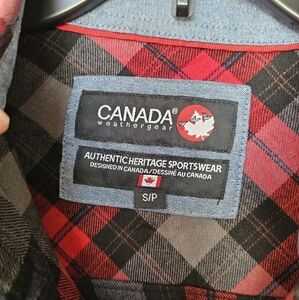 CANADA®
weathergear
AUTHENTIC HERITAGE SPORTSWEAR
DESIGNED IN CANADA/DESSINÉ AU CANADA
S/P